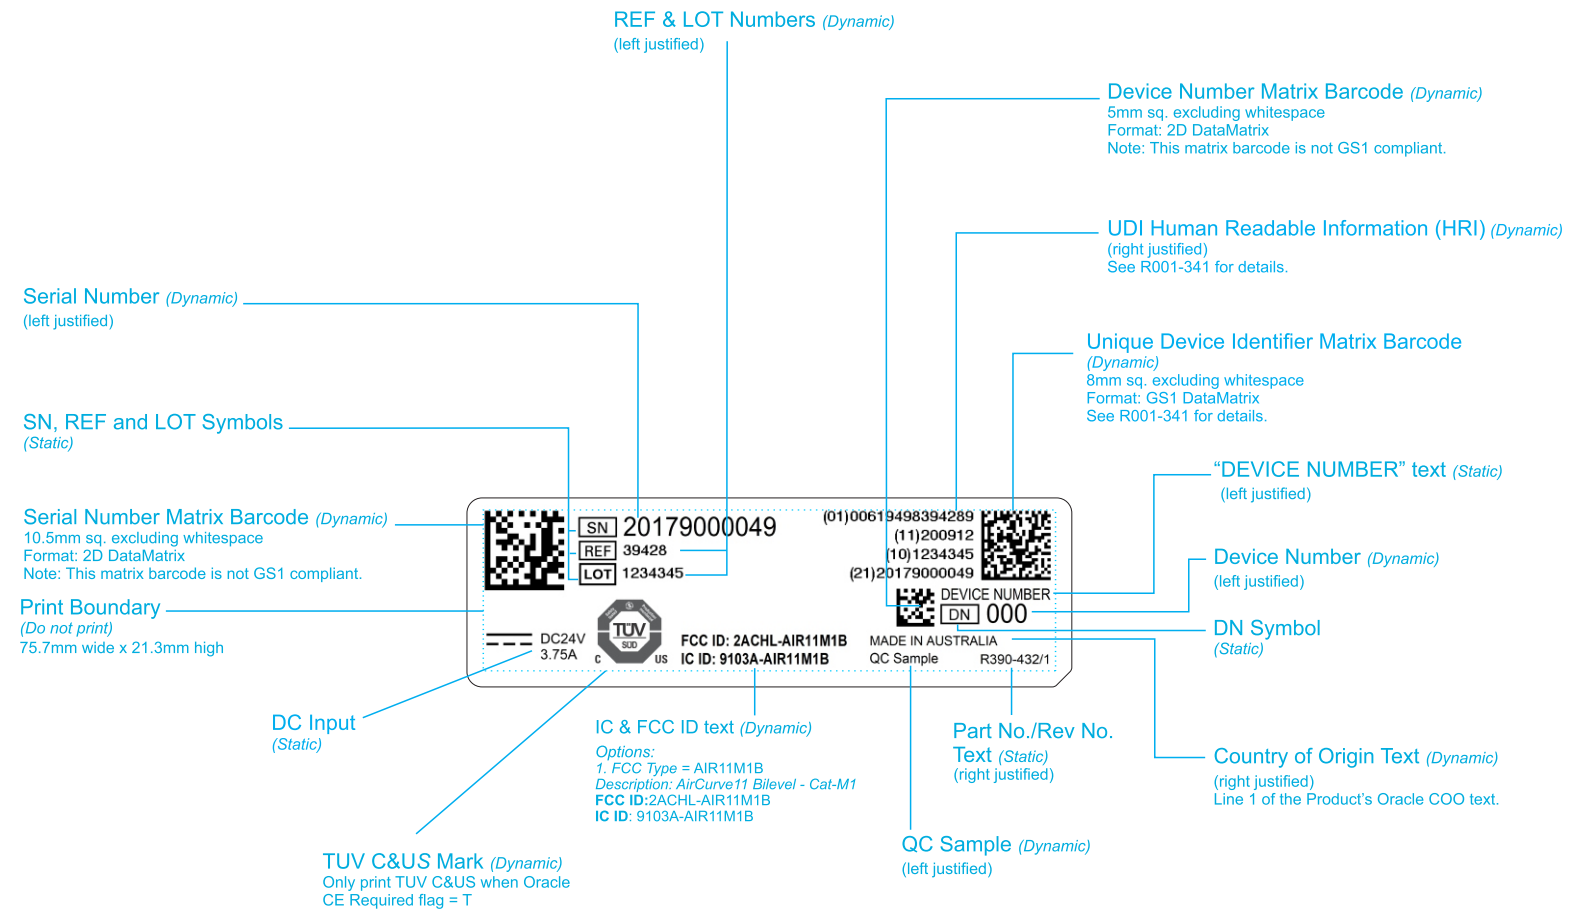 REF & LOT Numbers (Dynamic)
(left justified)
Device Number Matrix Barcode (Dynamic)
5mm sq. excluding whitespace
Format: 2D DataMatrix
Note: This matrix barcode is not GS1 compliant.
UDI Human Readable Information (HRI) (Dynamic)
(right justified)
See R001-341 for details.
Serial Number (Dynamic)
(left justified)
Unique Device Identifier Matrix Barcode
(Dynamic)
8mm sq. excluding whitespace
Format: GS1 DataMatrix
See R001-341 for details.
SN, REF and LOT Symbols
(Static)
“DEVICE NUMBER” text (Static)
(left justified)
Serial Number Matrix Barcode (Dynamic)
10.5mm sq. excluding whitespace
Format: 2D DataMatrix
Note: This matrix barcode is not GS1 compliant.
Print Boundary
(Do not print)
75.7mm wide x 21.3mm high
SN 20179000049
REF 39428
LOT 1234345
(01)00619498394289
(11)200912
(10)1234345
(21)20179000049
DEVICE NUMBER
DN 000
DC24V
3.75A
TÜV
SÜD
C US
FCC ID: 2ACHL-AIR11M1B
IC ID: 9103A-AIR11M1B
MADE IN AUSTRALIA
QC Sample R390-432/1
Device Number (Dynamic)
(left justified)
DN Symbol
(Static)
DC Input
(Static)
IC & FCC ID text (Dynamic)
Options:
1. FCC Type = AIR11M1B
Description: AirCurve11 Bilevel - Cat-M1
FCC ID:2ACHL-AIR11M1B
IC ID: 9103A-AIR11M1B
Part No./Rev No.
Text (Static)
(right justified)
Country of Origin Text (Dynamic)
(right justified)
Line 1 of the Product’s Oracle COO text.
QC Sample (Dynamic)
(left justified)
TUV C&US Mark (Dynamic)
Only print TUV C&US when Oracle
CE Required flag = T